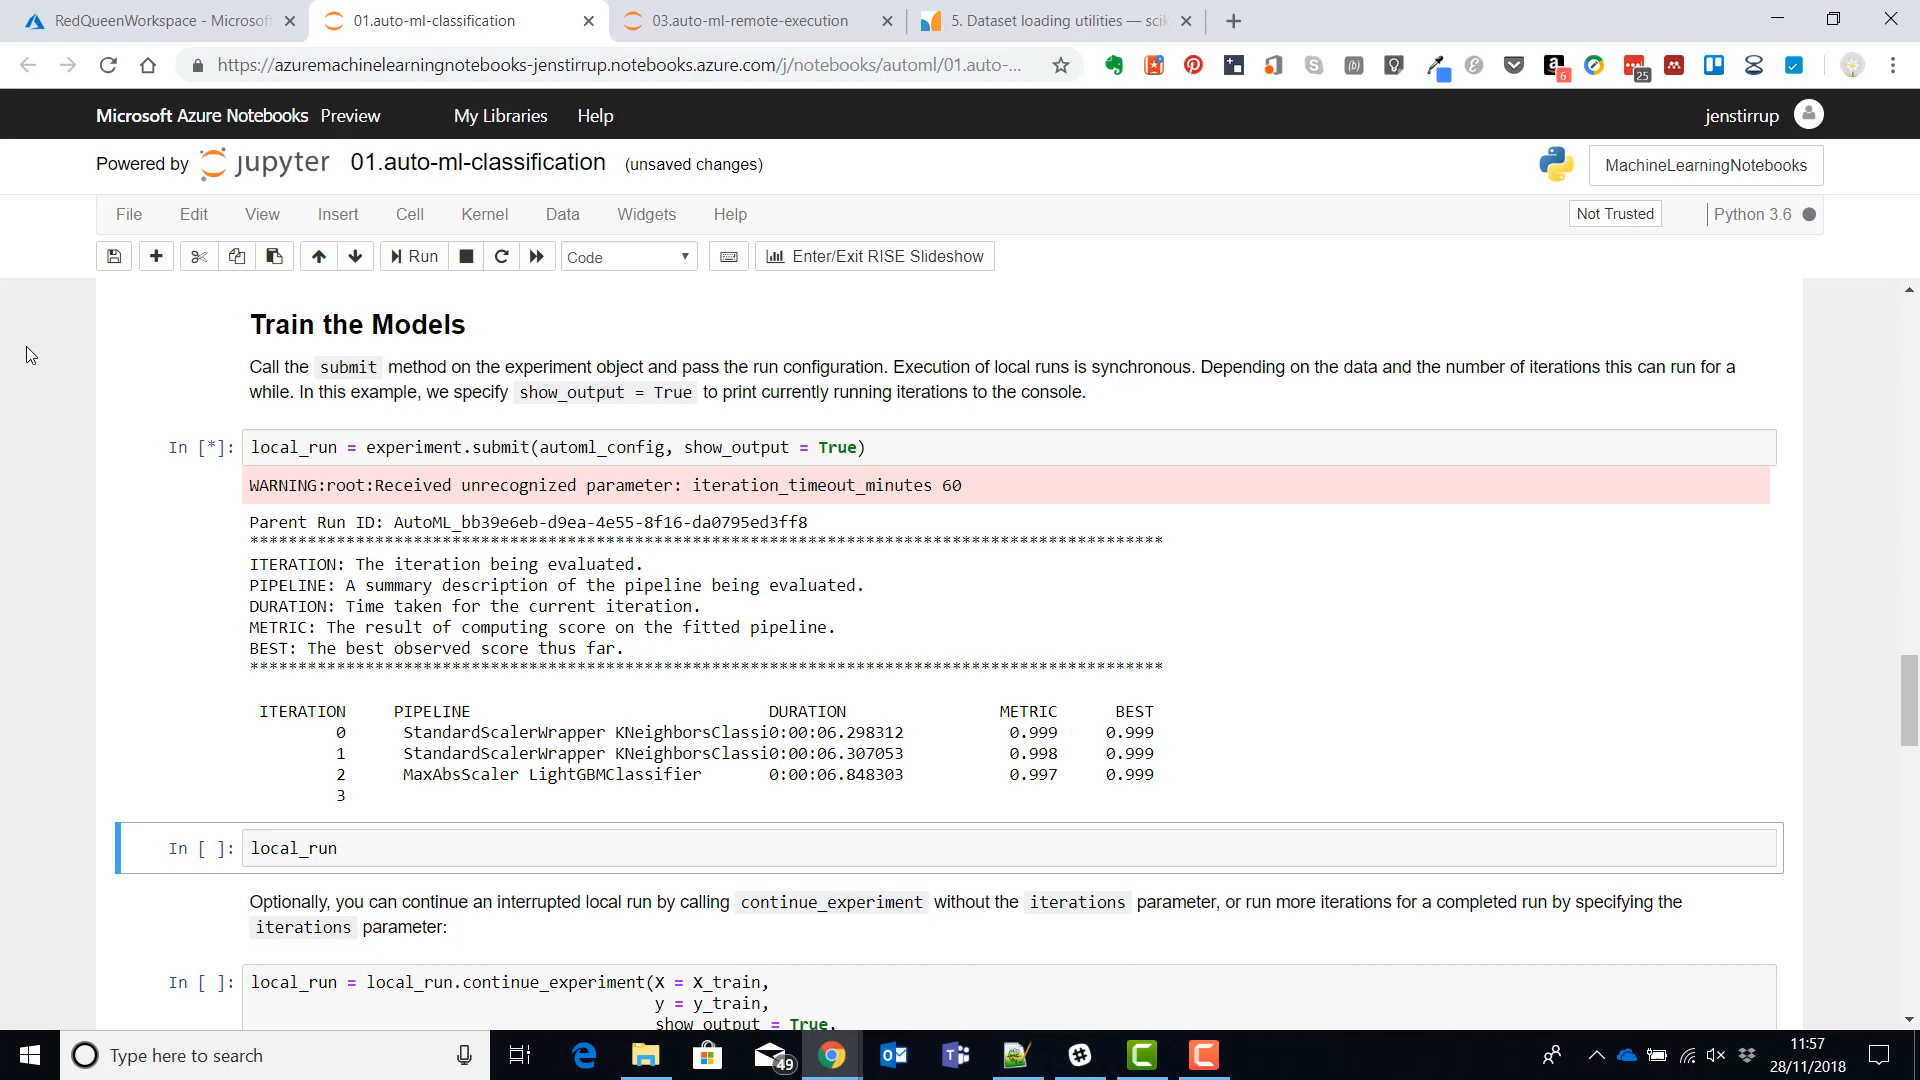 RedQueenWorkspace - Microsoft
01.auto-ml-classification
03.auto-ml-remote-execution
5. Dataset loading utilities — scik
https://azuremachinelearningnotebooks-jenstirrup.notebooks.azure.com/j/notebooks/automl/01.auto-...
6
25
Microsoft Azure Notebooks Preview My Libraries Help jenstirrup
Powered by jupyter 01.auto-ml-classification (unsaved changes) MachineLearningNotebooks
File Edit View Insert Cell Kernel Data Widgets Help Not Trusted Python 3.6
Run Code Enter/Exit RISE Slideshow
Train the Models
Call the submit method on the experiment object and pass the run configuration. Execution of local runs is synchronous. Depending on the data and the number of iterations this can run for a
while. In this example, we specify show_output = True to print currently running iterations to the console.
In [*]: local_run = experiment.submit(automl_config, show_output = True)
WARNING:root:Received unrecognized parameter: iteration_timeout_minutes 60
Parent Run ID: AutoML_bb39e6eb-d9ea-4e55-8f16-da0795ed3ff8
***********************************************************************************************
ITERATION: The iteration being evaluated.
PIPELINE: A summary description of the pipeline being evaluated.
DURATION: Time taken for the current iteration.
METRIC: The result of computing score on the fitted pipeline.
BEST: The best observed score thus far.
***********************************************************************************************
ITERATION PIPELINE DURATION METRIC BEST
0 StandardScalerWrapper KNeighborsClassi0:00:06.298312 0.999 0.999
1 StandardScalerWrapper KNeighborsClassi0:00:06.307053 0.998 0.999
2 MaxAbsScaler LightGBMClassifier 0:00:06.848303 0.997 0.999
3
In [ ]: local_run
Optionally, you can continue an interrupted local run by calling continue_experiment without the iterations parameter, or run more iterations for a completed run by specifying the
iterations parameter:
In [ ]: local_run = local_run.continue_experiment(X = X_train,
y = y_train,
show_output = True,
Type here to search
49
11:57
28/11/2018